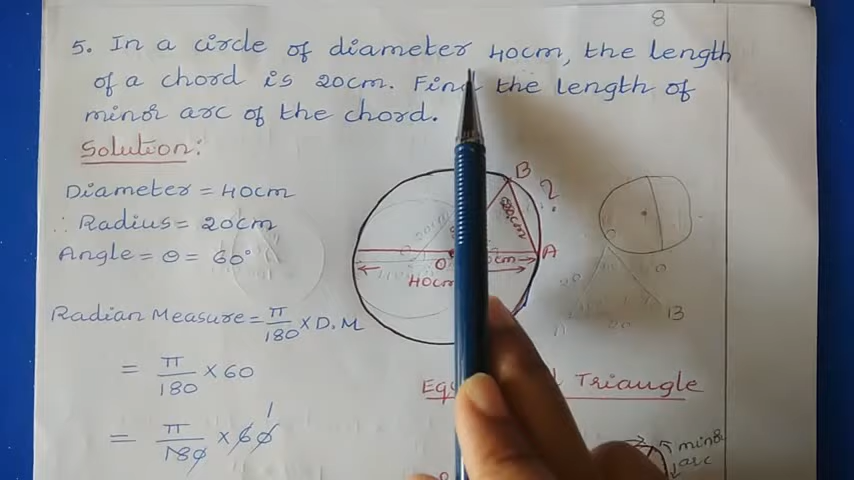 8
5. In a circle of diameter 40cm, the length
of a chord is 20cm. Find the length of
minor arc of the chord.
Solution:
Diameter = 40cm
∴ Radius = 20cm
Angle = θ = 60°
B
?
20cm
A
O
40cm
Radian Measure = π/180 × D.M
= π/180 × 60
= π/180 × 60
1
Triangle
minor
arc